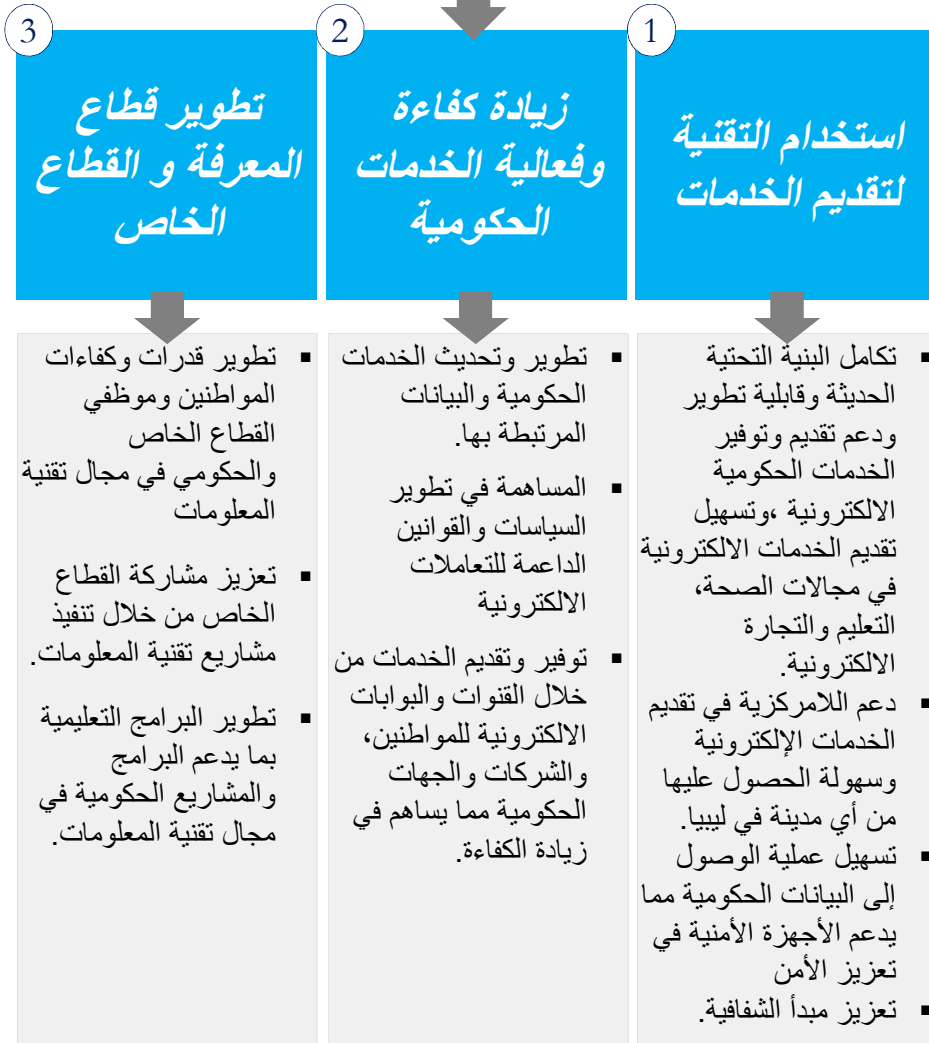 1
استخدام التقنية
لتقديم الخدمات
▪ تكامل البنية التحتية
الحديثة وقابلية تطوير
ودعم تقديم وتوفير
الخدمات الحكومية
الالكترونية ،وتسهيل
تقديم الخدمات الالكترونية
في مجالات الصحة،
التعليم والتجارة
الالكترونية.
▪ دعم اللامركزية في تقديم
الخدمات الإلكترونية
وسهولة الحصول عليها
من أي مدينة في ليبيا.
▪ تسهيل عملية الوصول
إلى البيانات الحكومية مما
يدعم الأجهزة الأمنية في
تعزيز الأمن
▪ تعزيز مبدأ الشفافية.
2
زيادة كفاءة
وفعالية الخدمات
الحكومية
▪ تطوير وتحديث الخدمات
الحكومية والبيانات
المرتبطة بها.
▪ المساهمة في تطوير
السياسات والقوانين
الداعمة للتعاملات
الالكترونية
▪ توفير وتقديم الخدمات من
خلال القنوات والبوابات
الالكترونية للمواطنين،
والشركات والجهات
الحكومية مما يساهم في
زيادة الكفاءة.
3
تطوير قطاع
المعرفة و القطاع
الخاص
▪ تطوير قدرات وكفاءات
المواطنين وموظفي
القطاع الخاص
والحكومي في مجال تقنية
المعلومات
▪ تعزيز مشاركة القطاع
الخاص من خلال تنفيذ
مشاريع تقنية المعلومات.
▪ تطوير البرامج التعليمية
بما يدعم البرامج
والمشاريع الحكومية في
مجال تقنية المعلومات.